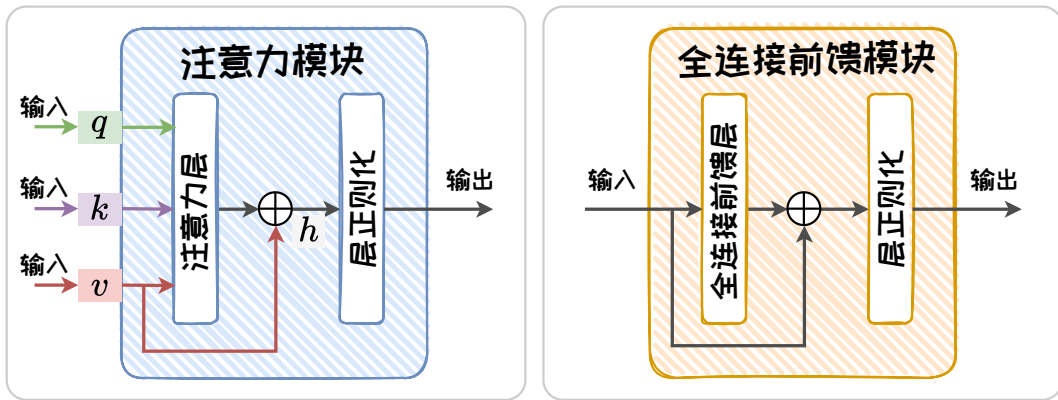 注意力模块
输入
q
输入
k
输入
v
注意力层
h
层正则化
输出
全连接前馈模块
输入
全连接前馈层
层正则化
输出